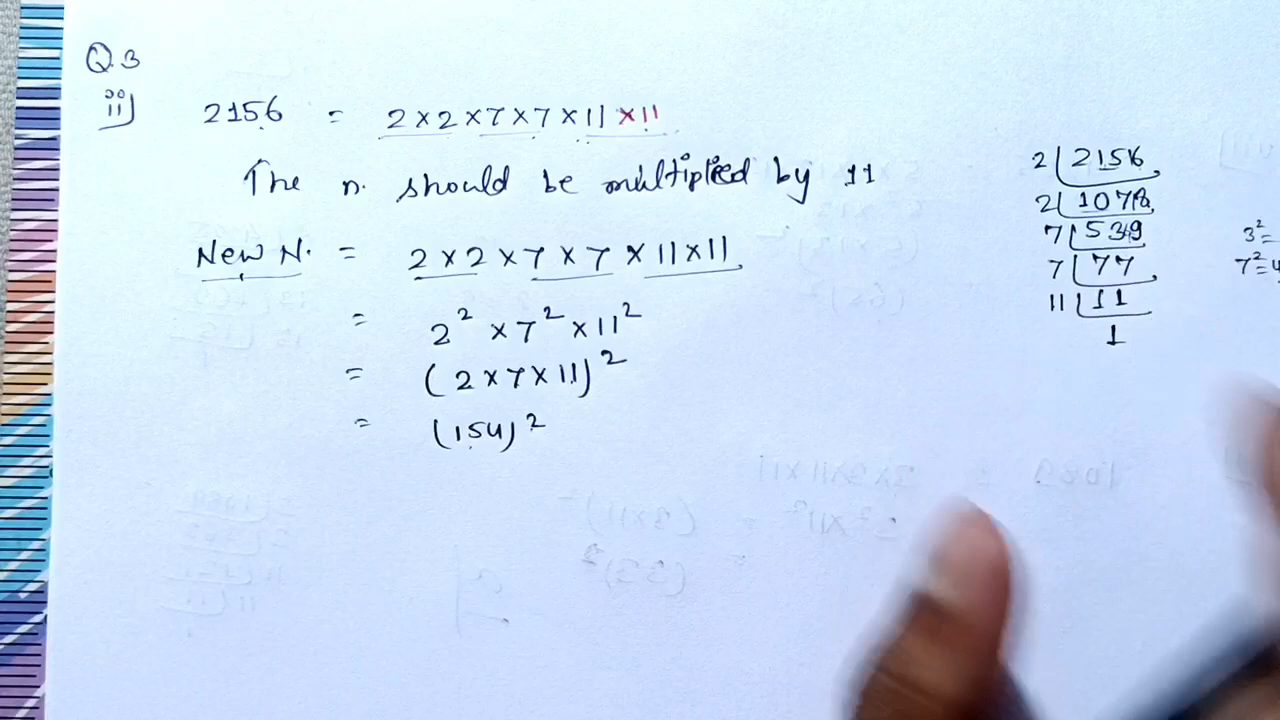 Q.3
ii) 2156 = 2×2×7×7×11×11
The n. should be multiplied by 11
New N. = 2×2×7×7×11×11
= 2² × 7² × 11²
= (2×7×11)²
= (154)²
2 | 2156
2 | 1078
7 | 539
7 | 77
11 | 11
1
3² =
7² = 4